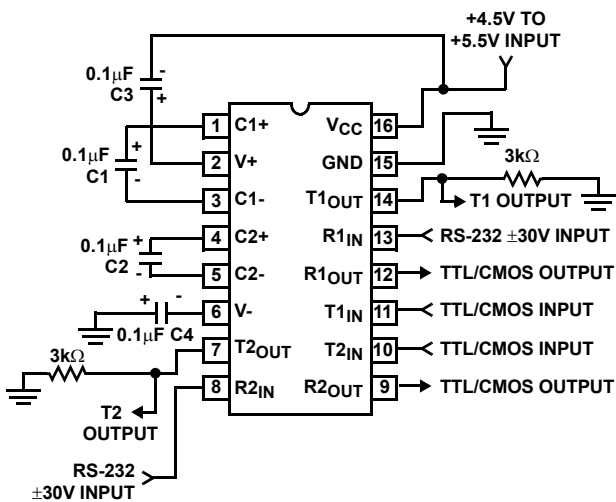 +4.5V TO
+5.5V INPUT
0.1μF
C3
-
+
0.1μF
C1
+
-
1 C1+
2 V+
3 C1-
0.1μF
C2
+
-
4 C2+
5 C2-
+ -
0.1μF C4
6 V-
3kΩ
7 T2OUT
8 R2IN
T2
OUTPUT
RS-232
±30V INPUT
VCC 16
GND 15
3kΩ
T1OUT 14
T1 OUTPUT
R1IN 13 RS-232 ±30V INPUT
R1OUT 12 TTL/CMOS OUTPUT
T1IN 11 TTL/CMOS INPUT
T2IN 10 TTL/CMOS INPUT
R2OUT 9 TTL/CMOS OUTPUT